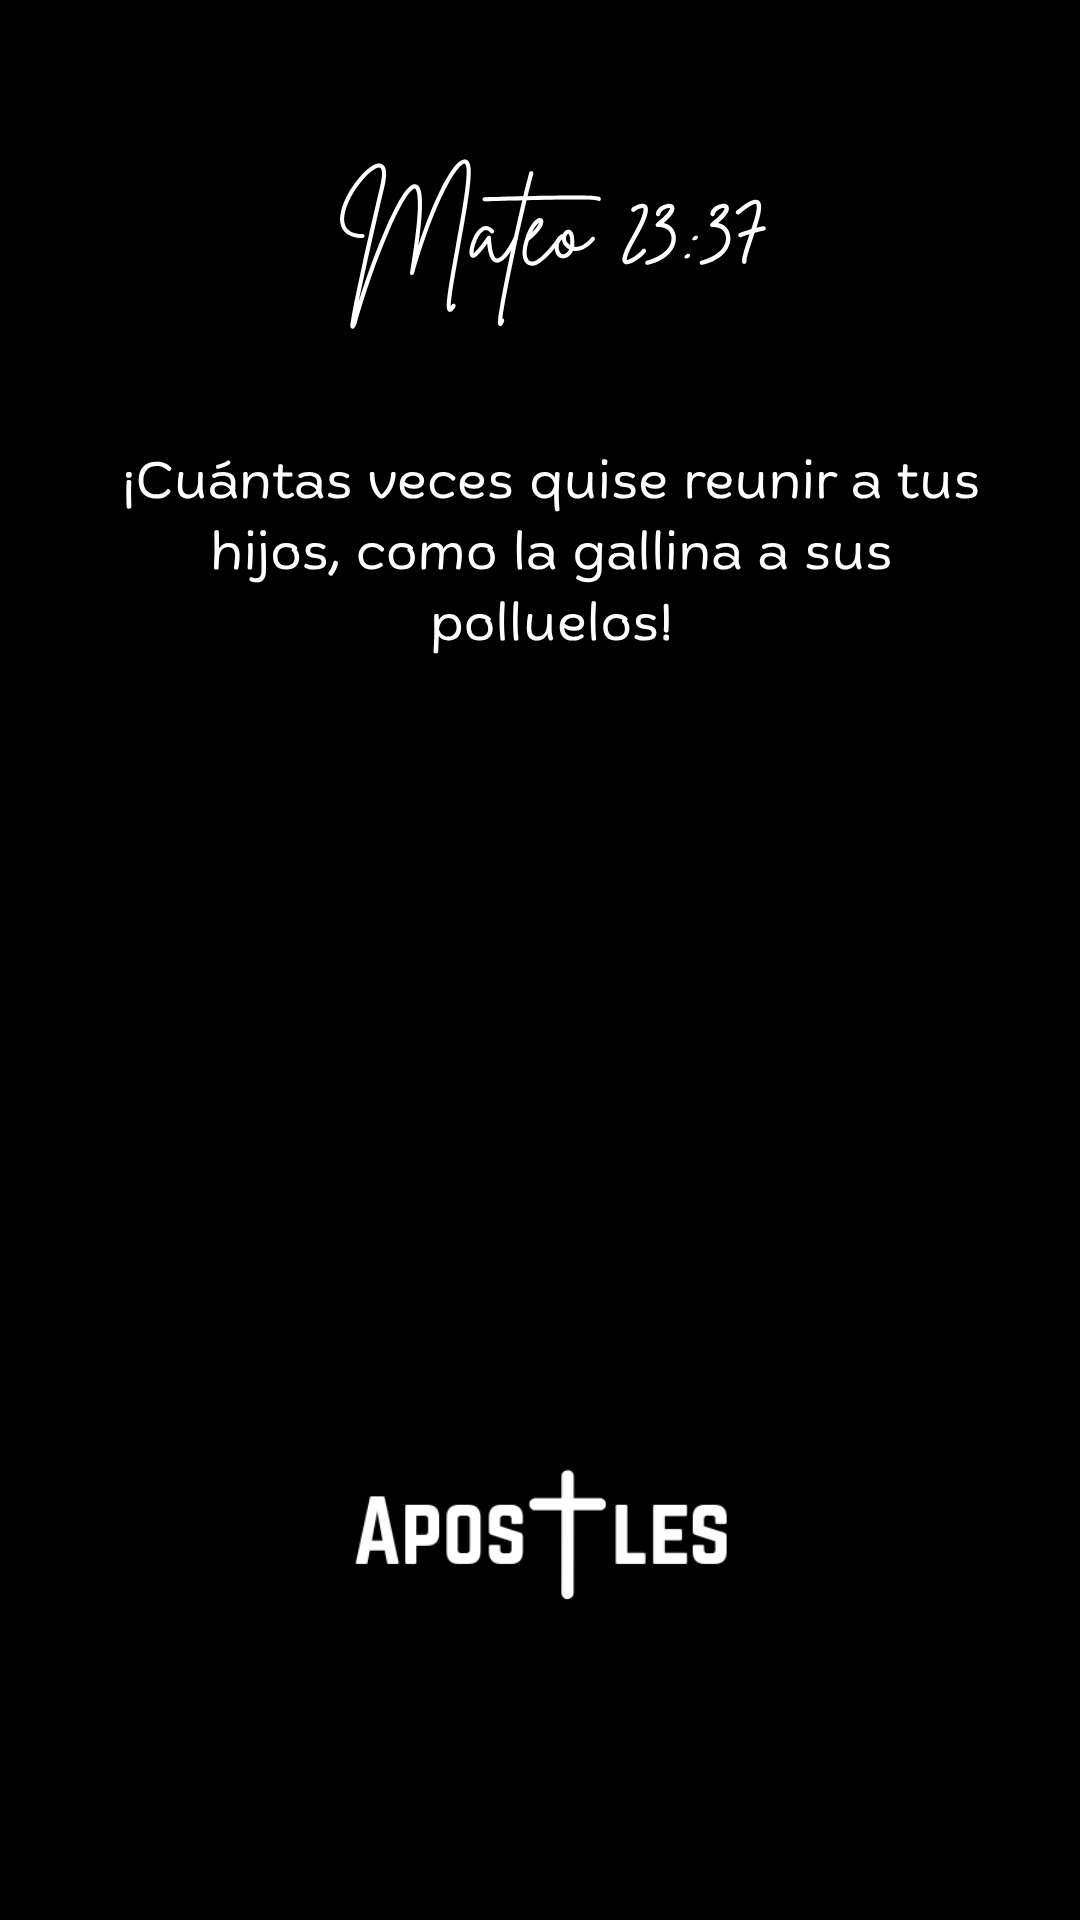 Mateo 23:37
¡Cuántas veces quise reunir a tus
hijos, como la gallina a sus
polluelos!
APOSTLES